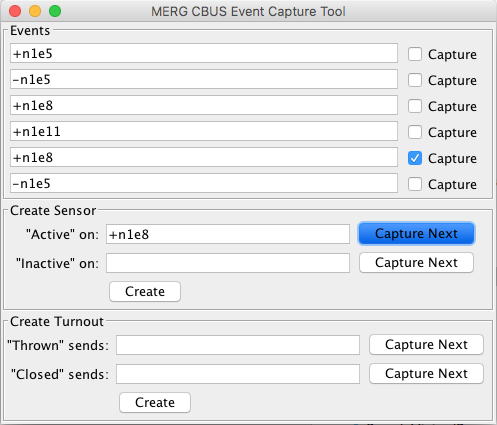 MERG CBUS Event Capture Tool
Events
+n1e5 Capture
-n1e5 Capture
+n1e8 Capture
+n1e11 Capture
+n1e8 Capture
-n1e5 Capture
Create Sensor
"Active" on: +n1e8 Capture Next
"Inactive" on: Capture Next
Create
Create Turnout
"Thrown" sends: Capture Next
"Closed" sends: Capture Next
Create